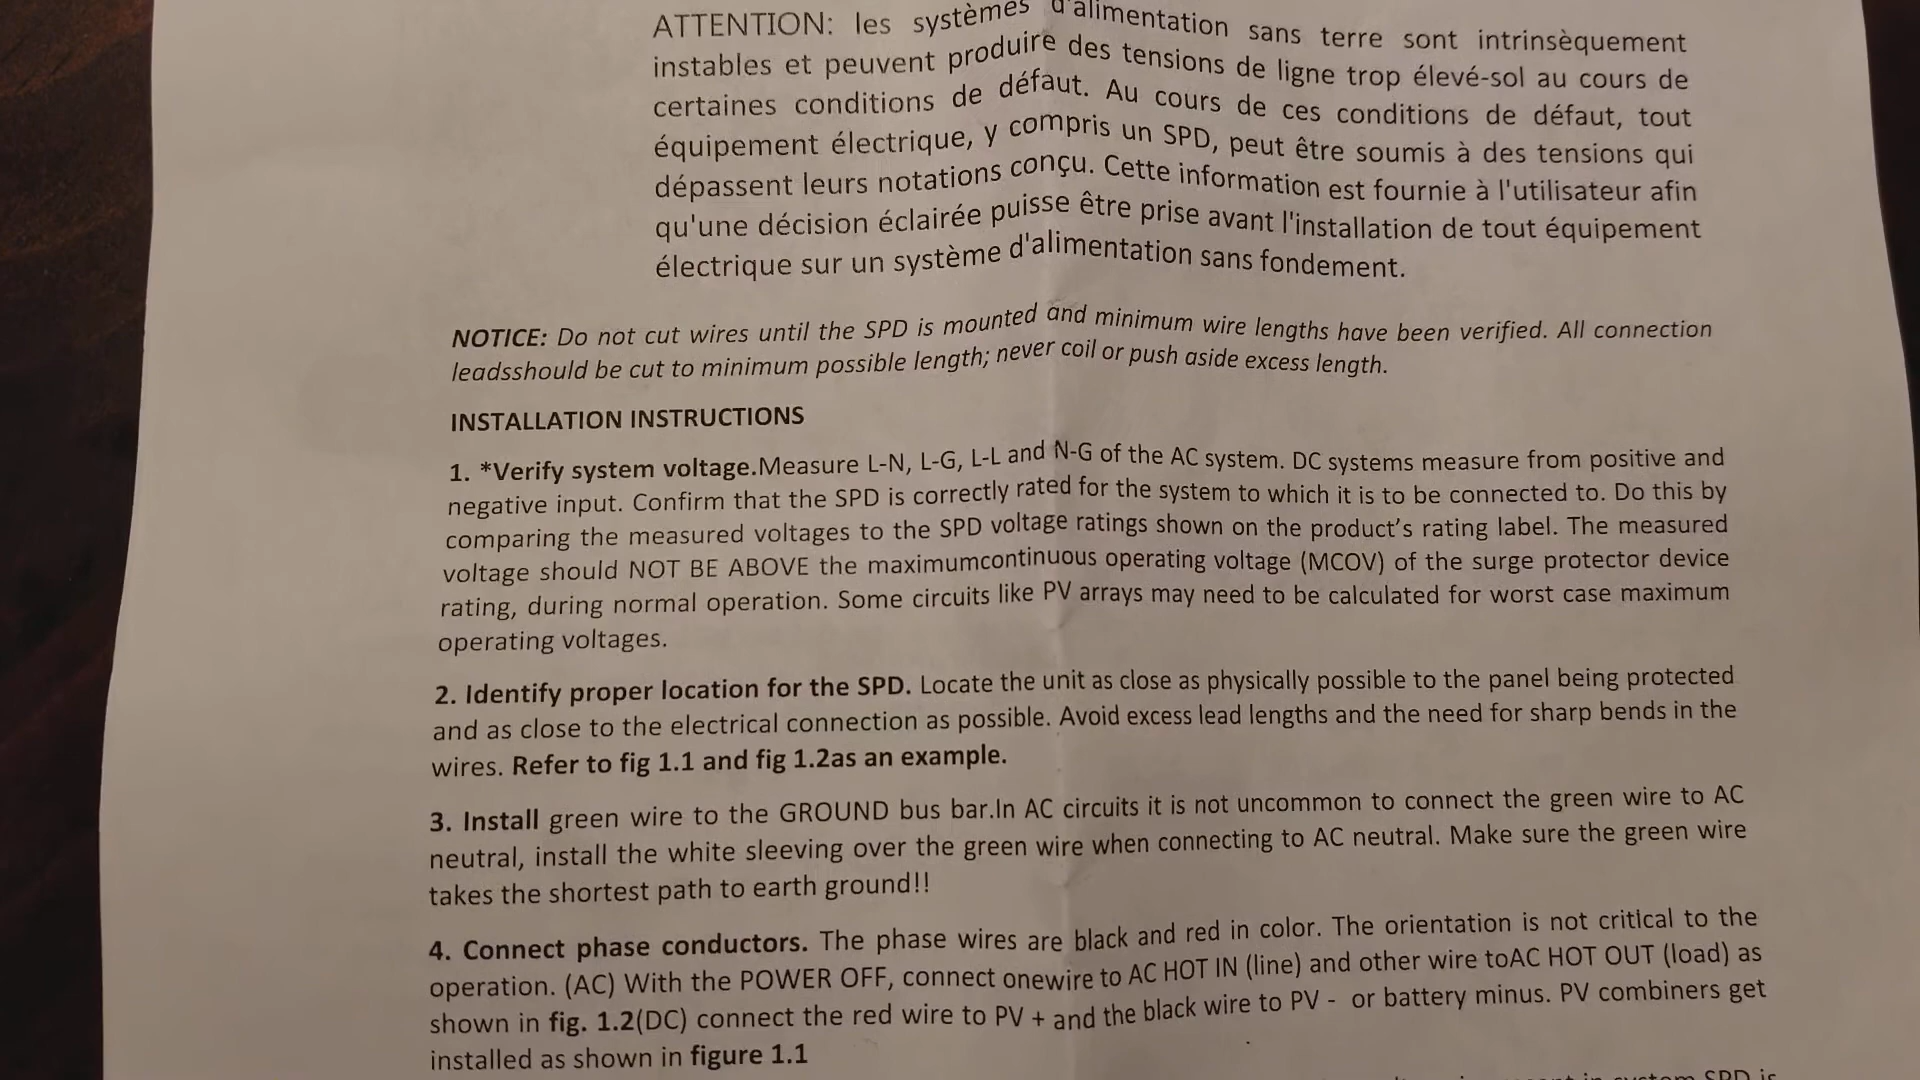 ATTENTION: les systèmes d'alimentation sans terre sont intrinsèquement
instables et peuvent produire des tensions de ligne trop élevé-sol au cours de
certaines conditions de défaut. Au cours de ces conditions de défaut, tout
équipement électrique, y compris un SPD, peut être soumis à des tensions qui
dépassent leurs notations conçu. Cette information est fournie à l'utilisateur afin
qu'une décision éclairée puisse être prise avant l'installation de tout équipement
électrique sur un système d'alimentation sans fondement.
NOTICE: Do not cut wires until the SPD is mounted and minimum wire lengths have been verified. All connection
leadsshould be cut to minimum possible length; never coil or push aside excess length.
INSTALLATION INSTRUCTIONS
1. *Verify system voltage.Measure L-N, L-G, L-L and N-G of the AC system. DC systems measure from positive and
negative input. Confirm that the SPD is correctly rated for the system to which it is to be connected to. Do this by
comparing the measured voltages to the SPD voltage ratings shown on the product's rating label. The measured
voltage should NOT BE ABOVE the maximumcontinuous operating voltage (MCOV) of the surge protector device
rating, during normal operation. Some circuits like PV arrays may need to be calculated for worst case maximum
operating voltages.
2. Identify proper location for the SPD. Locate the unit as close as physically possible to the panel being protected
and as close to the electrical connection as possible. Avoid excess lead lengths and the need for sharp bends in the
wires. Refer to fig 1.1 and fig 1.2as an example.
3. Install green wire to the GROUND bus bar.In AC circuits it is not uncommon to connect the green wire to AC
neutral, install the white sleeving over the green wire when connecting to AC neutral. Make sure the green wire
takes the shortest path to earth ground!!
4. Connect phase conductors. The phase wires are black and red in color. The orientation is not critical to the
operation. (AC) With the POWER OFF, connect onewire to AC HOT IN (line) and other wire toAC HOT OUT (load) as
shown in fig. 1.2(DC) connect the red wire to PV + and the black wire to PV - or battery minus. PV combiners get
installed as shown in figure 1.1
in system SPD is